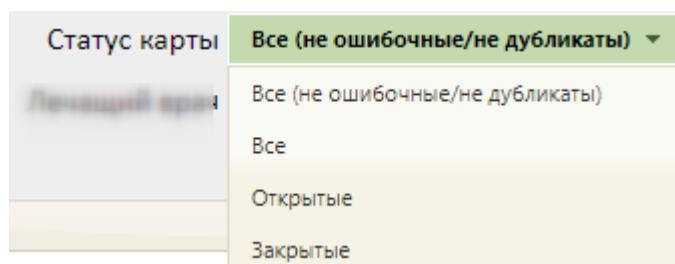 Статус карты Все (не ошибочные/не дубликаты)
Все (не ошибочные/не дубликаты)
Все
Открытые
Закрытые